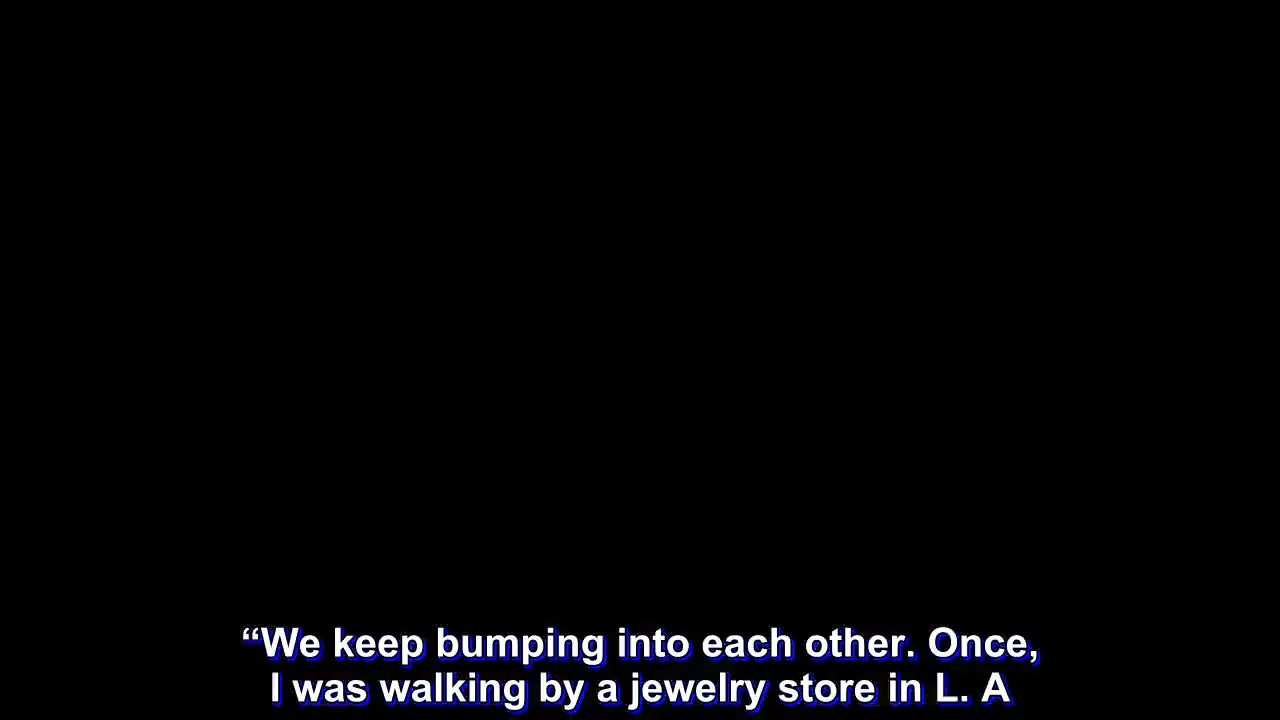 “We keep bumping into each other. Once,
I was walking by a jewelry store in L. A